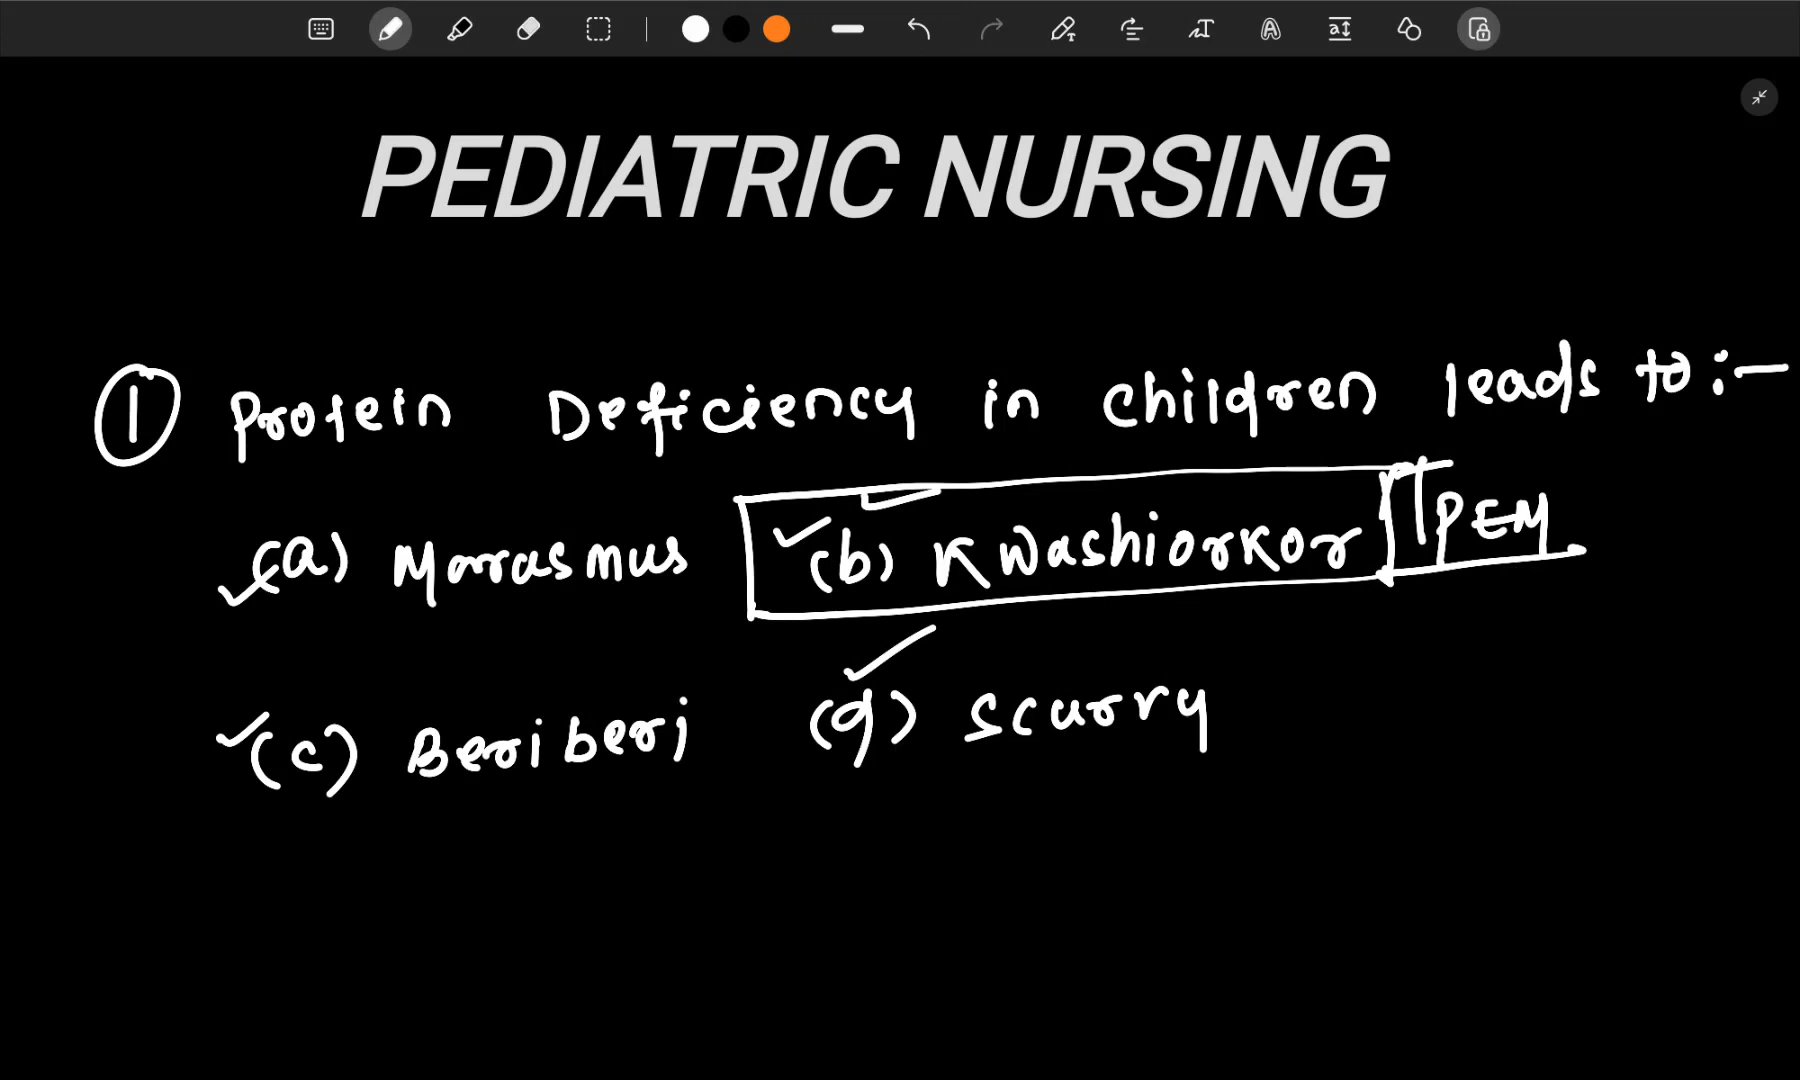 PEDIATRIC NURSING
① Protein Deficiency in children leads to:-
(a) Marasmus (b) Kwashiorkor PEM
(c) Beriberi (d) Scurvy